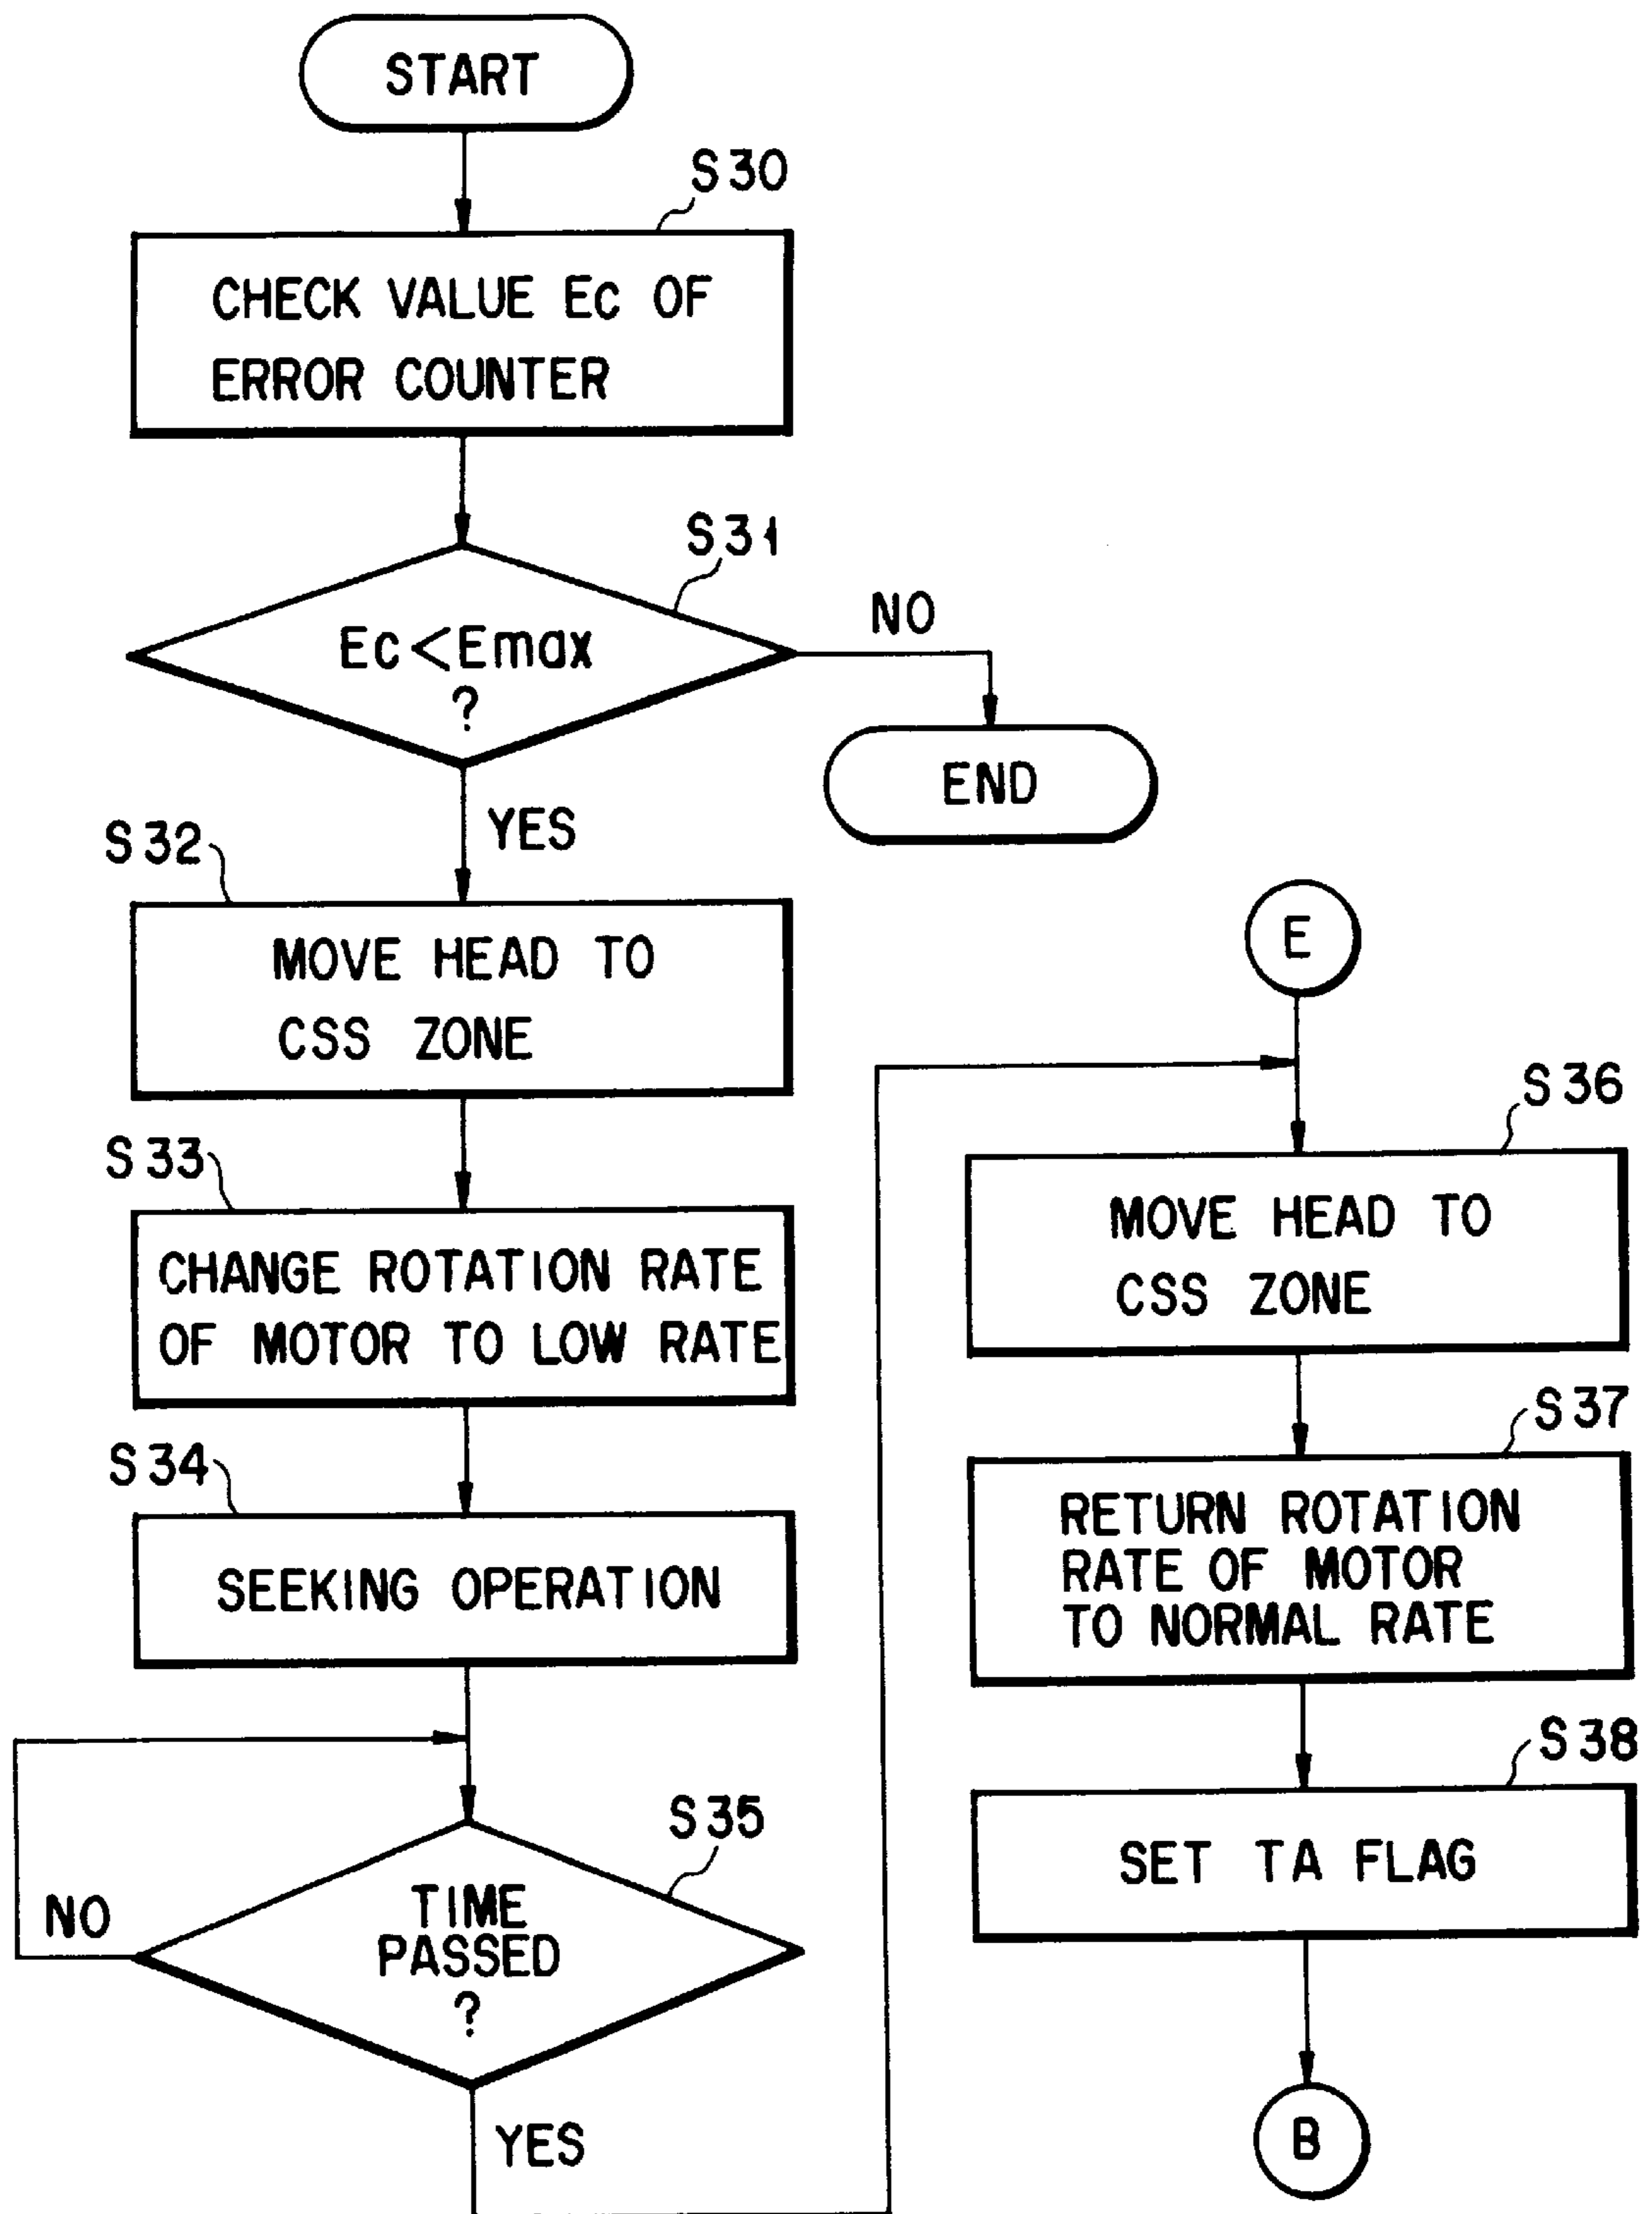 START
S30
CHECK VALUE Ec OF
ERROR COUNTER
S31
Ec<Emax
?
NO
END
YES
S32
MOVE HEAD TO
CSS ZONE
S33
CHANGE ROTATION RATE
OF MOTOR TO LOW RATE
S34
SEEKING OPERATION
S35
TIME
PASSED
?
NO
YES
E
S36
MOVE HEAD TO
CSS ZONE
S37
RETURN ROTATION
RATE OF MOTOR
TO NORMAL RATE
S38
SET TA FLAG
B